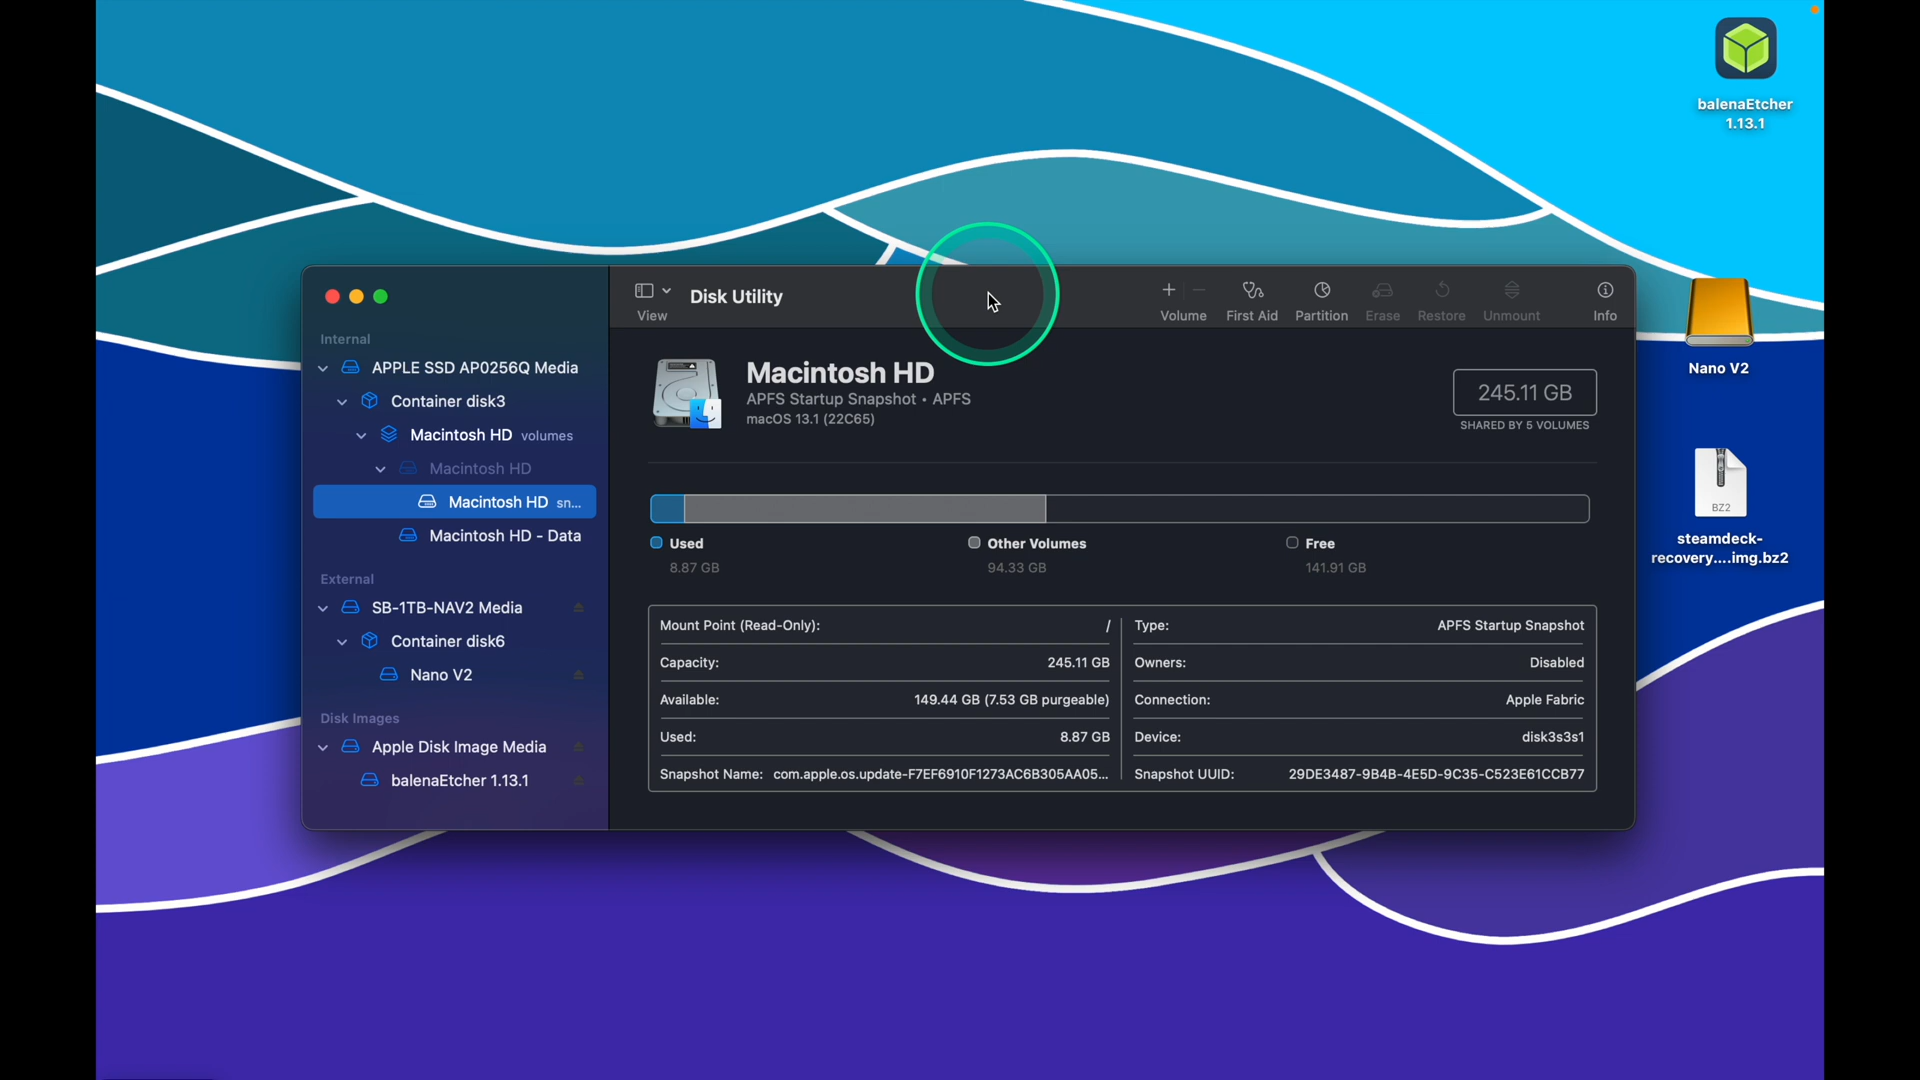 balenaEtcher
1.13.1
View
Disk Utility
Volume
First Aid
Partition
Erase
Restore
Unmount
Info
Internal
APPLE SSD AP0256Q Media
Container disk3
Macintosh HD volumes
Macintosh HD
Macintosh HD sn...
Macintosh HD - Data
External
SB-1TB-NAV2 Media
Container disk6
Nano V2
Disk Images
Apple Disk Image Media
balenaEtcher 1.13.1
Macintosh HD
APFS Startup Snapshot • APFS
macOS 13.1 (22C65)
245.11 GB
SHARED BY 5 VOLUMES
Used
8.87 GB
Other Volumes
94.33 GB
Free
141.91 GB
Mount Point (Read-Only): /
Capacity: 245.11 GB
Available: 149.44 GB (7.53 GB purgeable)
Used: 8.87 GB
Snapshot Name: com.apple.os.update-F7EF6910F1273AC6B305AA05...
Type: APFS Startup Snapshot
Owners: Disabled
Connection: Apple Fabric
Device: disk3s3s1
Snapshot UUID: 29DE3487-9B4B-4E5D-9C35-C523E61CCB77
Nano V2
BZ2
steamdeck-
recovery....img.bz2